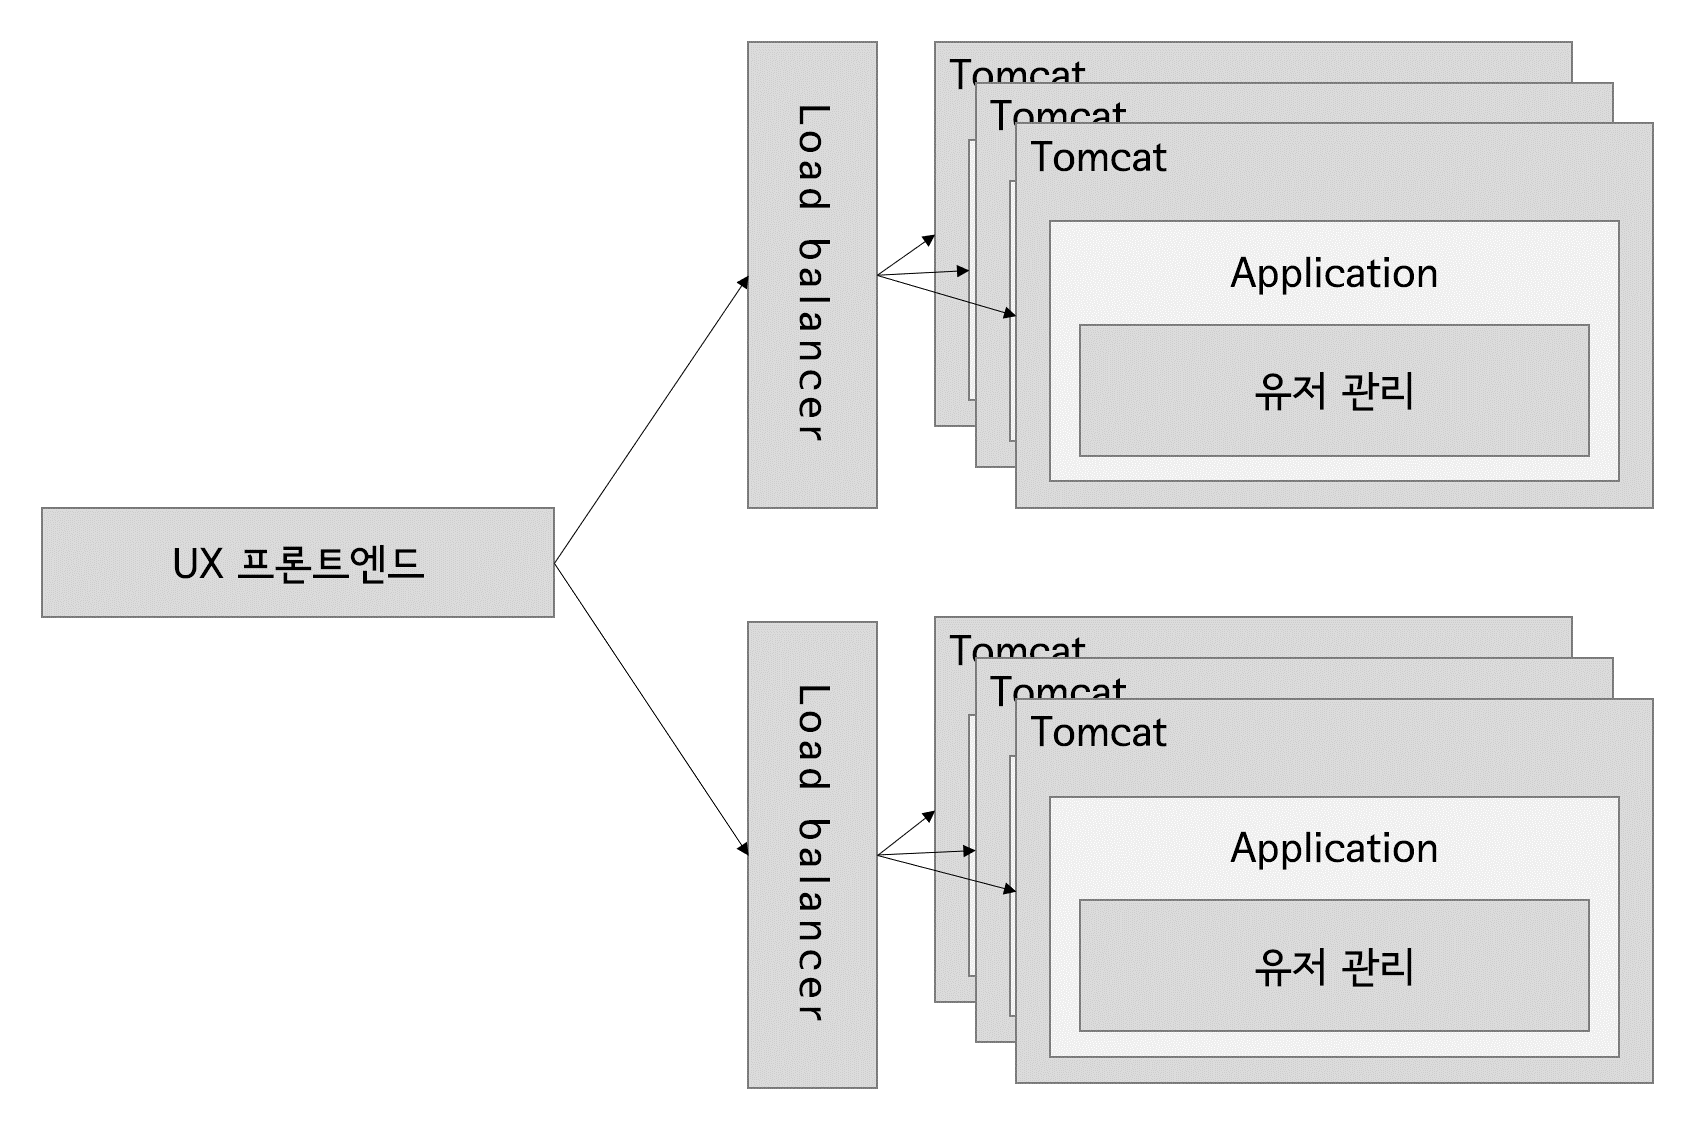 UX 프론트엔드
Load balancer
Tomcat
Tomcat
Tomcat
Application
유저 관리
Load balancer
Tomcat
Tomcat
Tomcat
Application
유저 관리